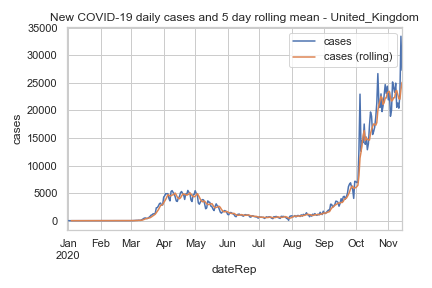 New COVID-19 daily cases and 5 day rolling mean - United_Kingdom
cases
cases (rolling)
35000
30000
25000
20000
15000
10000
5000
0
cases
Jan Feb Mar Apr May Jun Jul Aug Sep Oct Nov
2020
dateRep